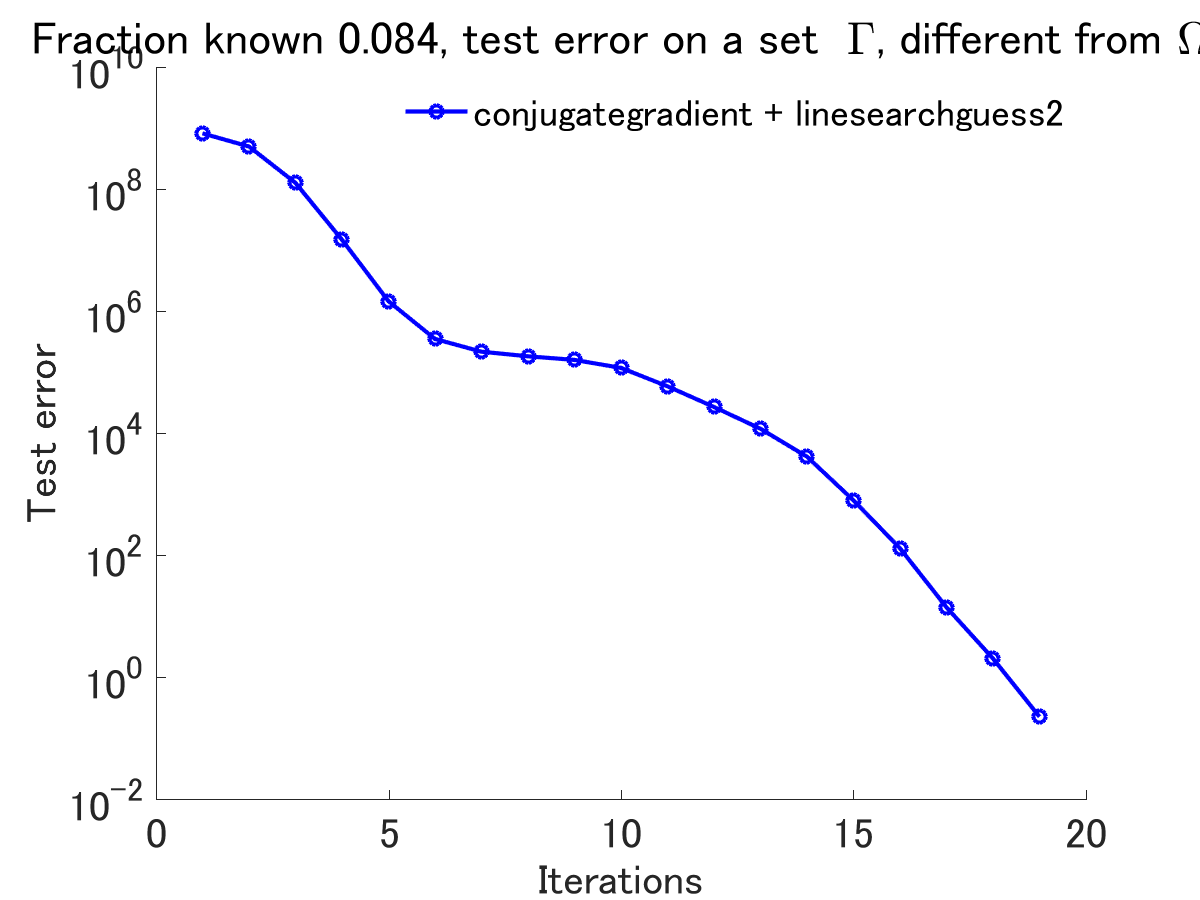 Fraction known 0.084, test error on a set Γ, different from Ω
10^10
conjugategradient + linesearchguess2
10^8
10^6
10^4
10^2
10^0
10^-2
Test error
0 5 10 15 20
Iterations